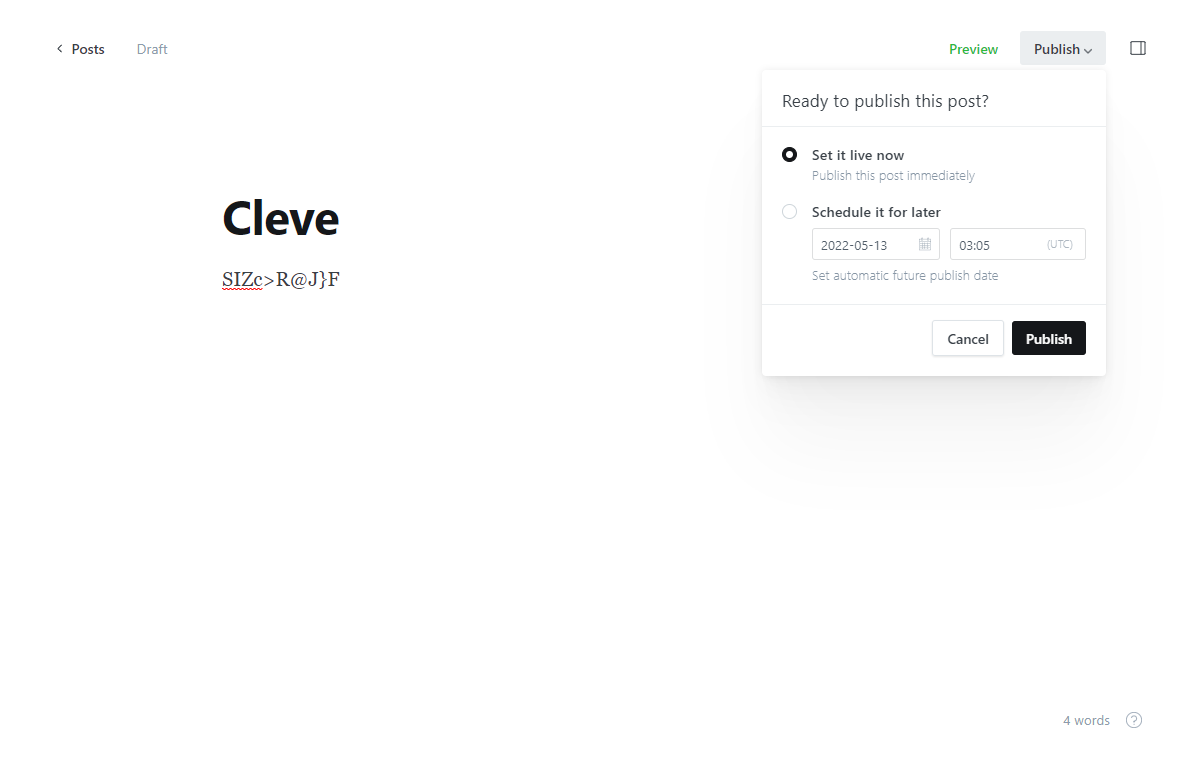 Posts
Draft
Preview
Publish
Ready to publish this post?
Set it live now
Publish this post immediately
Schedule it for later
2022-05-13
03:05
(UTC)
Set automatic future publish date
Cancel
Publish
Cleve
SIZc>R@J}F
4 words
?